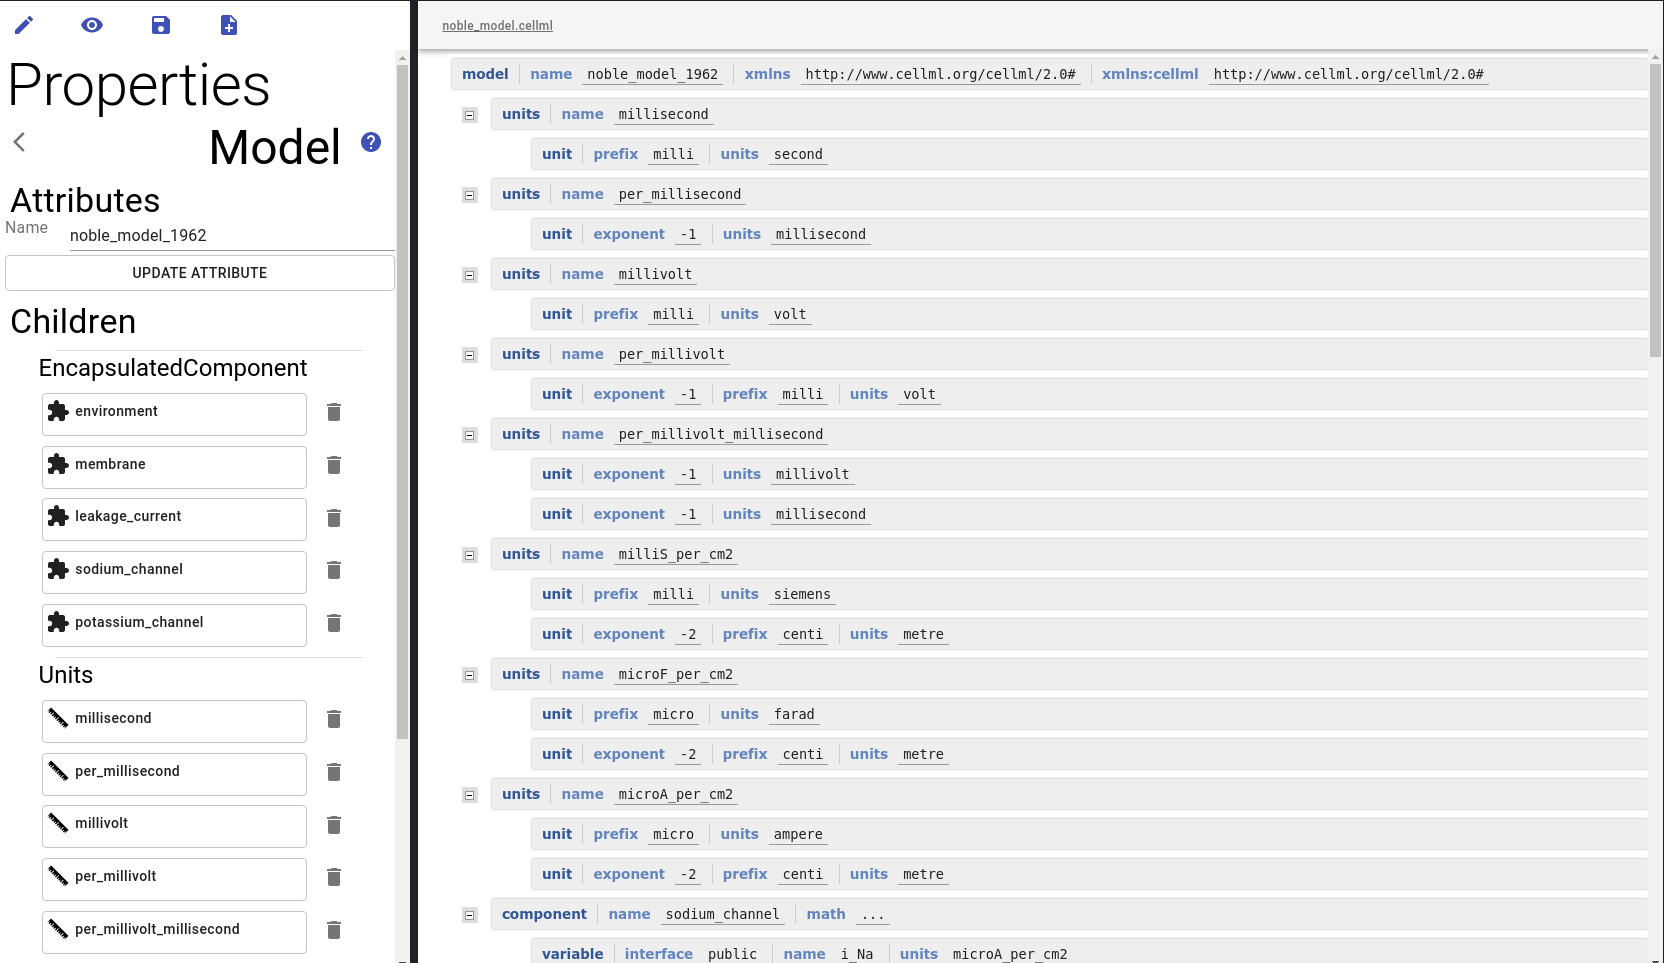 Properties
Model
Attributes
Name
noble_model_1962
UPDATE ATTRIBUTE
Children
EncapsulatedComponent
environment
membrane
leakage_current
sodium_channel
potassium_channel
Units
millisecond
per_millisecond
millivolt
per_millivolt
per_millivolt_millisecond
noble_model.cellml
model name noble_model_1962 xmlns http://www.cellml.org/cellml/2.0# xmlns:cellml http://www.cellml.org/cellml/2.0#
units name millisecond
unit prefix milli units second
units name per_millisecond
unit exponent -1 units millisecond
units name millivolt
unit prefix milli units volt
units name per_millivolt
unit exponent -1 prefix milli units volt
units name per_millivolt_millisecond
unit exponent -1 units millivolt
unit exponent -1 units millisecond
units name milliS_per_cm2
unit prefix milli units siemens
unit exponent -2 prefix centi units metre
units name microF_per_cm2
unit prefix micro units farad
unit exponent -2 prefix centi units metre
units name microA_per_cm2
unit prefix micro units ampere
unit exponent -2 prefix centi units metre
component name sodium_channel math ...
variable interface public name i_Na units microA_per_cm2